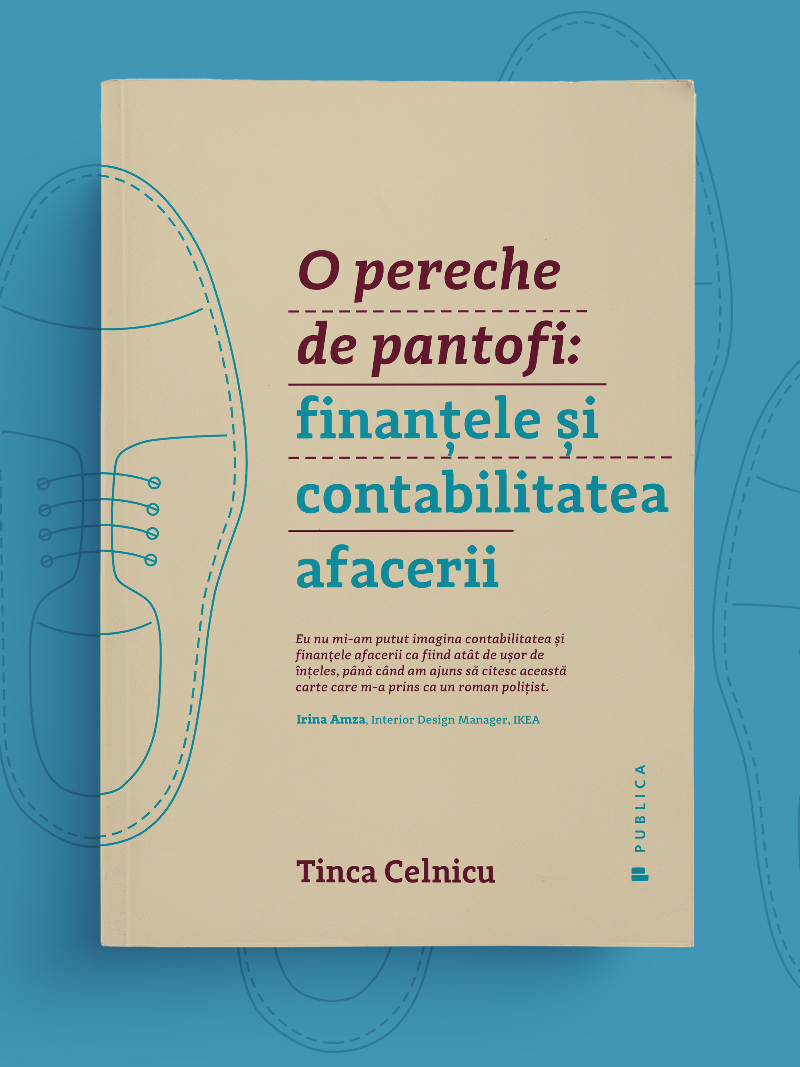 O pereche
de pantofi:
finanțele și
contabilitatea
afacerii
Eu nu mi-am putut imagina contabilitatea și
finanțele afacerii ca fiind atât de ușor de
înțeles, până când am ajuns să citesc această
carte care m-a prins ca un roman polițist.
Irina Amza, Interior Design Manager, IKEA
PUBLICA
Tinca Celnicu